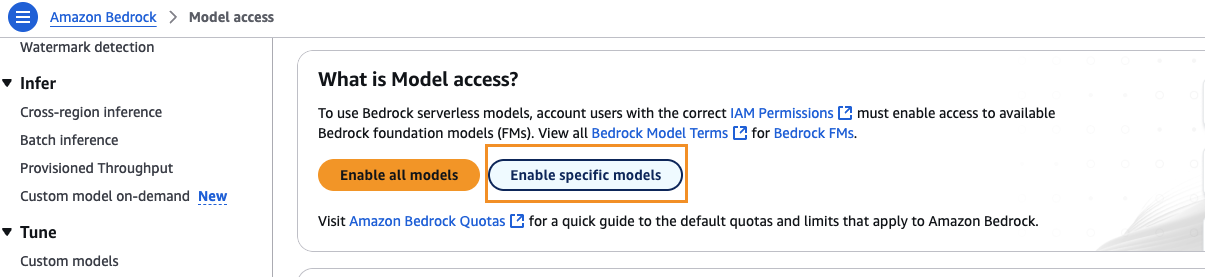 Amazon Bedrock > Model access
Watermark detection
Infer
Cross-region inference
Batch inference
Provisioned Throughput
Custom model on-demand New
Tune
Custom models
What is Model access?
To use Bedrock serverless models, account users with the correct IAM Permissions must enable access to available
Bedrock foundation models (FMs). View all Bedrock Model Terms for Bedrock FMs.
Enable all models
Enable specific models
Visit Amazon Bedrock Quotas for a quick guide to the default quotas and limits that apply to Amazon Bedrock.